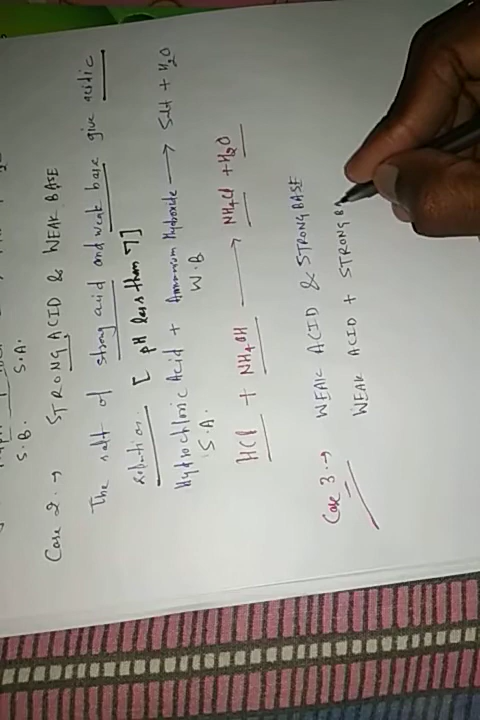 S.B. S.A.
Case 2. → STRONG ACID & WEAK BASE
The salt of strong acid and weak base give acidic
solution. [ pH less than 7]
Hydrochloric Acid + Ammonium Hydroxide → Salt + H2O
S.A. W.B
HCl + NH4OH → NH4Cl + H2O
Case 3. → WEAK ACID & STRONG BASE
WEAK ACID + STRONG BA